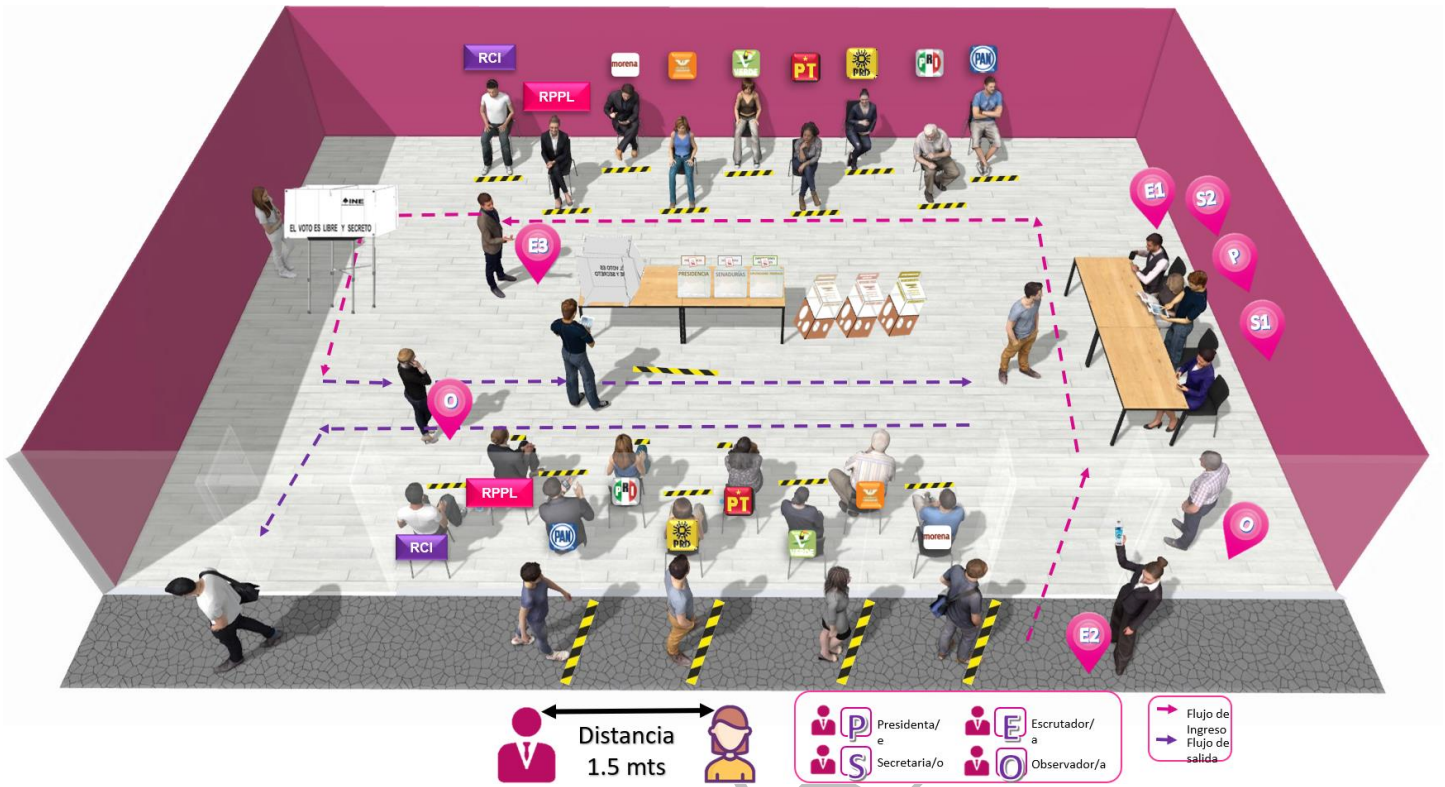 RCI
RPPL
morena
VERDE
PT
PRD
PRD
PAN
E1
S2
P
S1
INE
EL VOTO ES LIBRE Y SECRETO
E3
PRESIDENCIA
SENADURÍAS
O
RPPL
PRD
PT
RCI
PAN
PRD
VERDE
morena
O
E2
Distancia
1.5 mts
P Presidenta/
e
E Escrutador/
a
S Secretaria/o
O Observador/a
Flujo de
Ingreso
Flujo de
salida